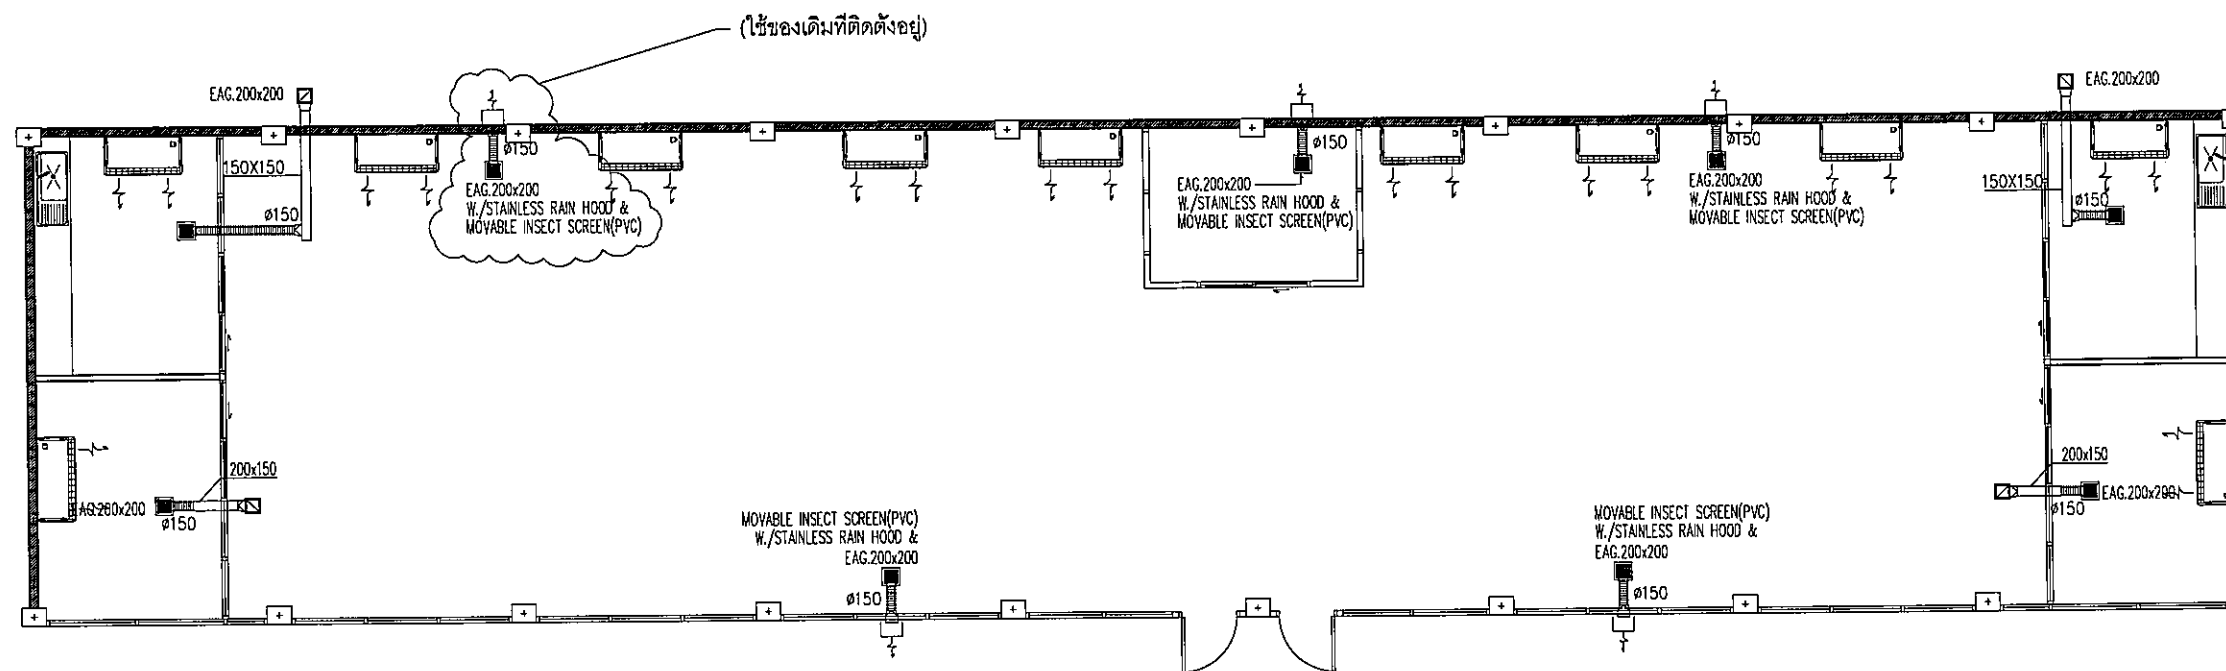 (ใช้ของเดิมที่ติดตั้งอยู่)
EAG.200x200
EAG.200x200
150X150
ø150
ø150
EAG.200x200
W./STAINLESS RAIN HOOD &
MOVABLE INSECT SCREEN(PVC)
ø150
EAG.200x200
W./STAINLESS RAIN HOOD &
MOVABLE INSECT SCREEN(PVC)
ø150
EAG.200x200
W./STAINLESS RAIN HOOD &
MOVABLE INSECT SCREEN(PVC)
150X150
ø150
200x150
AG.200x200
ø150
200x150
EAG.200x200
ø150
MOVABLE INSECT SCREEN(PVC)
W./STAINLESS RAIN HOOD &
EAG.200x200
ø150
MOVABLE INSECT SCREEN(PVC)
W./STAINLESS RAIN HOOD &
EAG.200x200
ø150